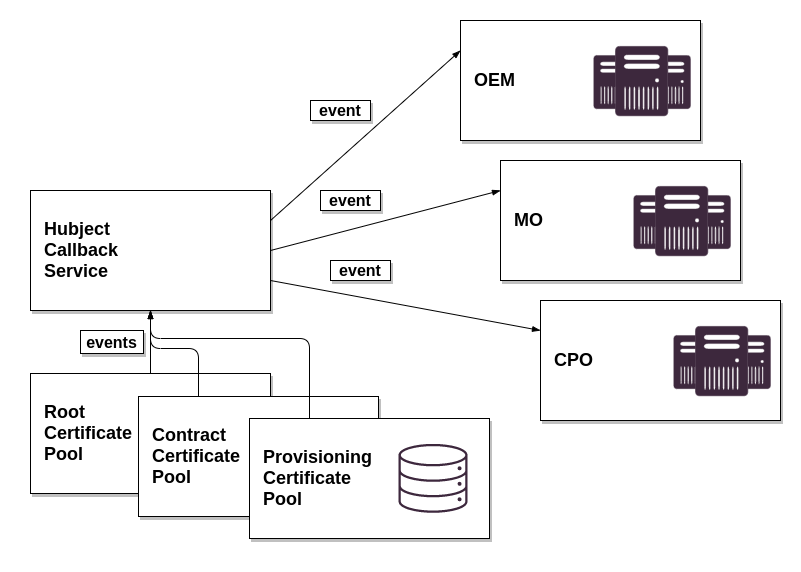 OEM
event
event
MO
Hubject
Callback
Service
event
events
CPO
Root
Certificate
Pool
Contract
Certificate
Pool
Provisioning
Certificate
Pool